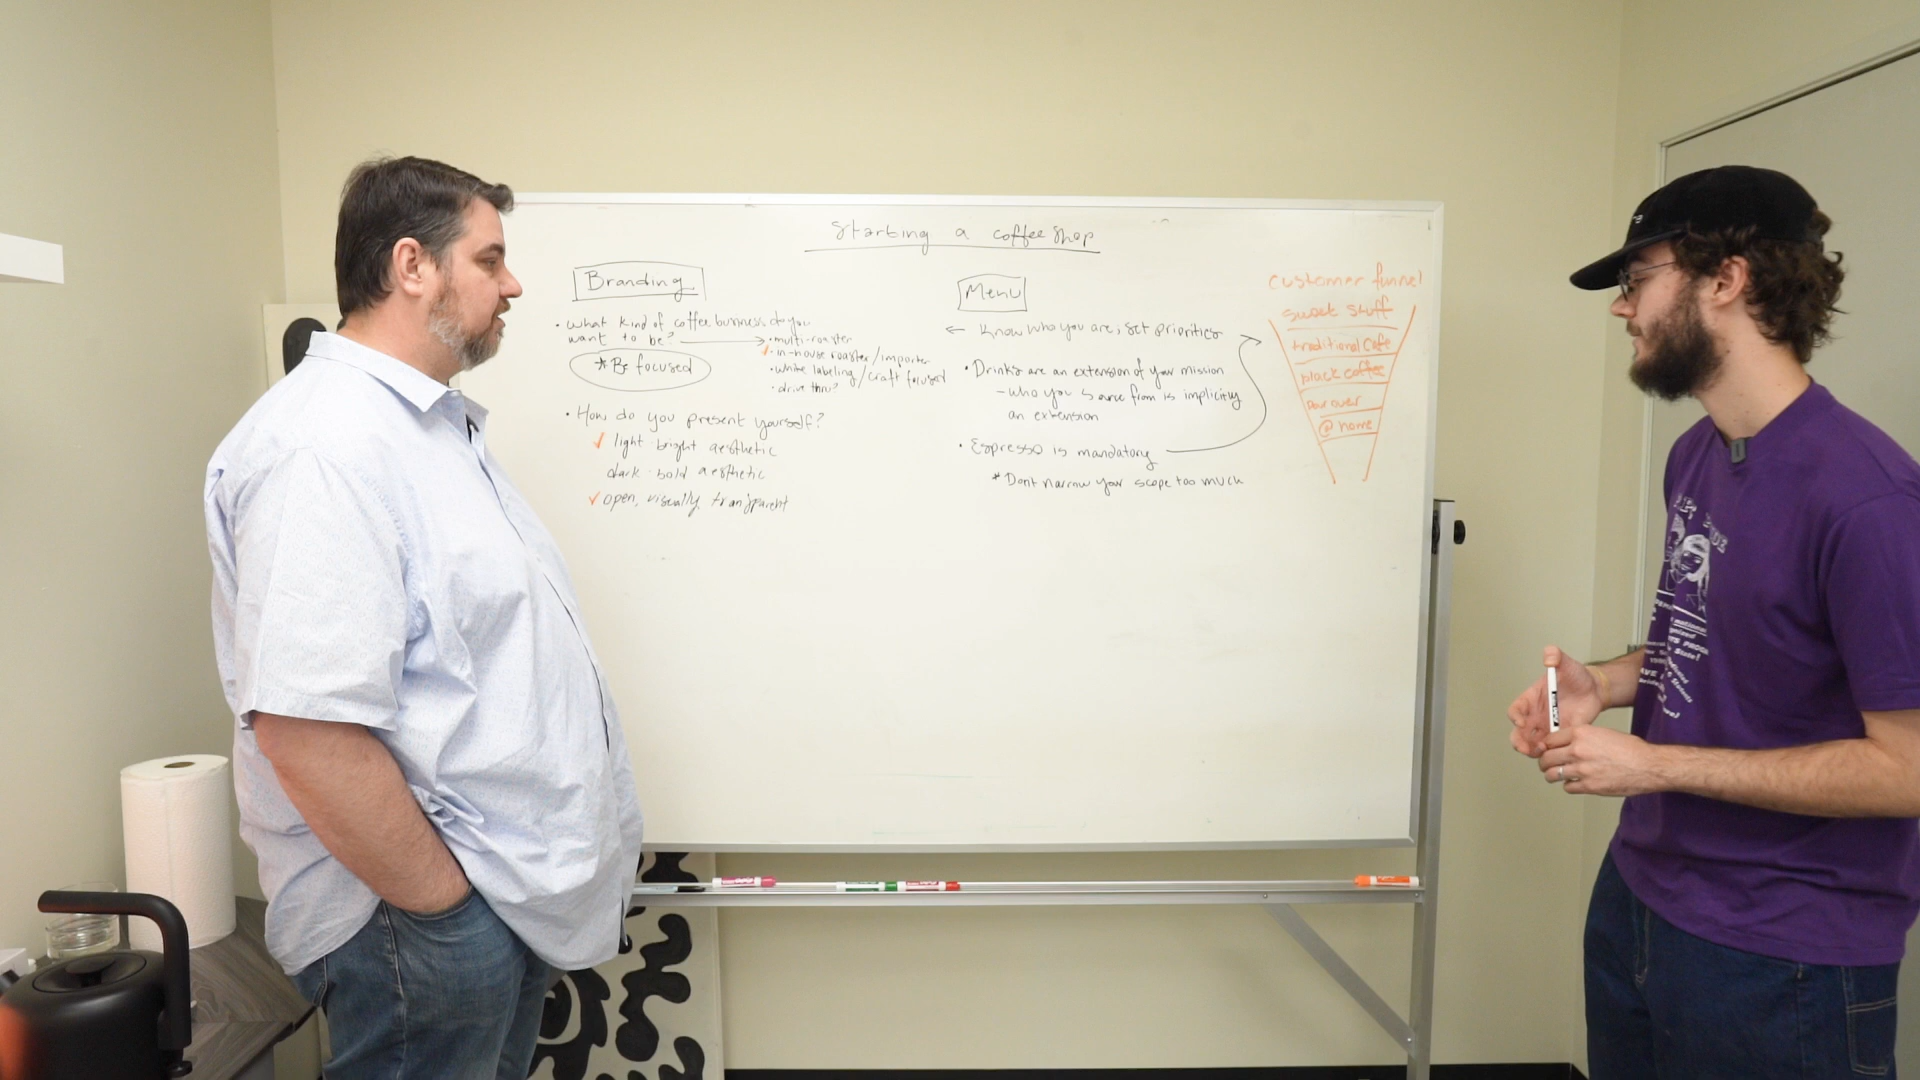 Starting a coffee shop
Branding
• What kind of coffee business do you
want to be?
• multi-roaster
✓• in-house roaster/importer
• white labeling/craft focused
• drive thru?
* Be focused
• How do you present yourself?
✓ light·bright aesthetic
dark·bold aesthetic
✓ open, visually transparent
Menu
← Know who you are, set priorities
• Drinks are an extension of your mission
– who you source from is implicitly
an extension
• Espresso is mandatory
* Dont narrow your scope too much
customer funnel
sweet stuff
traditional cafe
black coffee
pour over
@ home